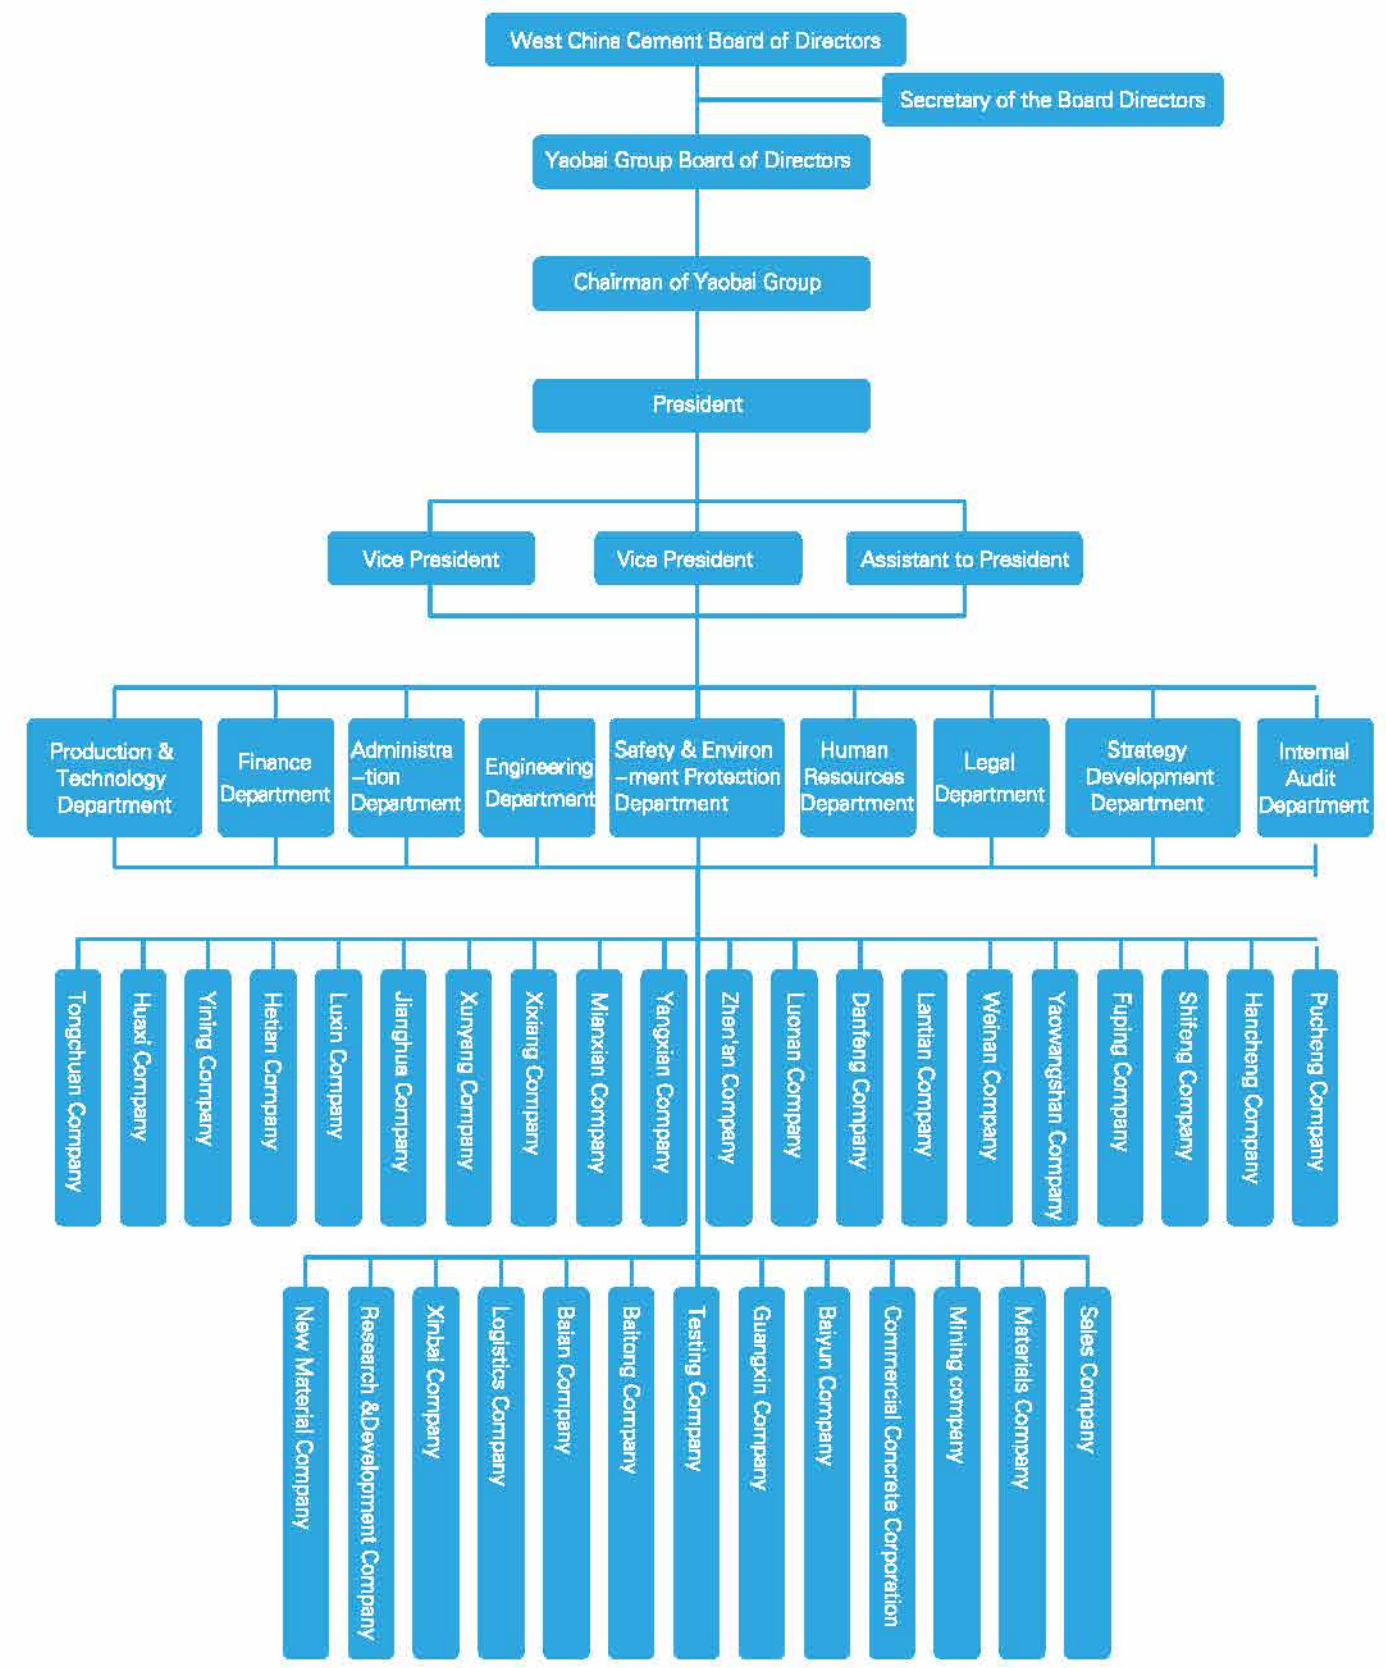 West China Cement Board of Directors
Secretary of the Board Directors
Yaobai Group Board of Directors
Chairman of Yaobai Group
President
Vice President
Vice President
Assistant to President
Production &
Technology
Department
Finance
Department
Administra
-tion
Department
Engineering
Department
Safety & Environ
-ment Protection
Department
Human
Resources
Department
Legal
Department
Strategy
Development
Department
Internal
Audit
Department
Tongchuan Company
Huaxi Company
Yining Company
Hetian Company
Luxin Company
Jianghua Company
Xunyang Company
Xixiang Company
Mianxian Company
Yangxian Company
Zhen'an Company
Luonan Company
Danfeng Company
Lantian Company
Weinan Company
Yaowangshan Company
Fuping Company
Shifeng Company
Hancheng Company
Pucheng Company
New Material Company
Research &Development Company
Xinbai Company
Logistics Company
Baian Company
Baitong Company
Testing Company
Guangxin Company
Baiyun Company
Commercial Concrete Corporation
Mining company
Materials Company
Sales Company